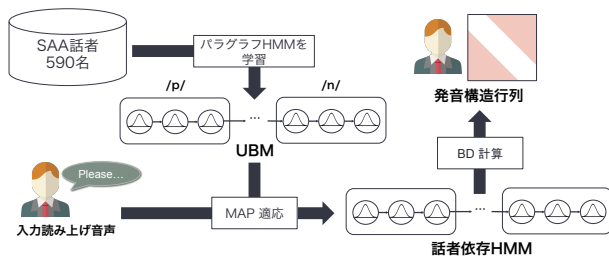 SAA話者
590名
パラグラフHMMを
学習
/p/
/n/
...
UBM
Please...
入力読み上げ音声
MAP 適応
発音構造行列
BD 計算
...
話者依存HMM